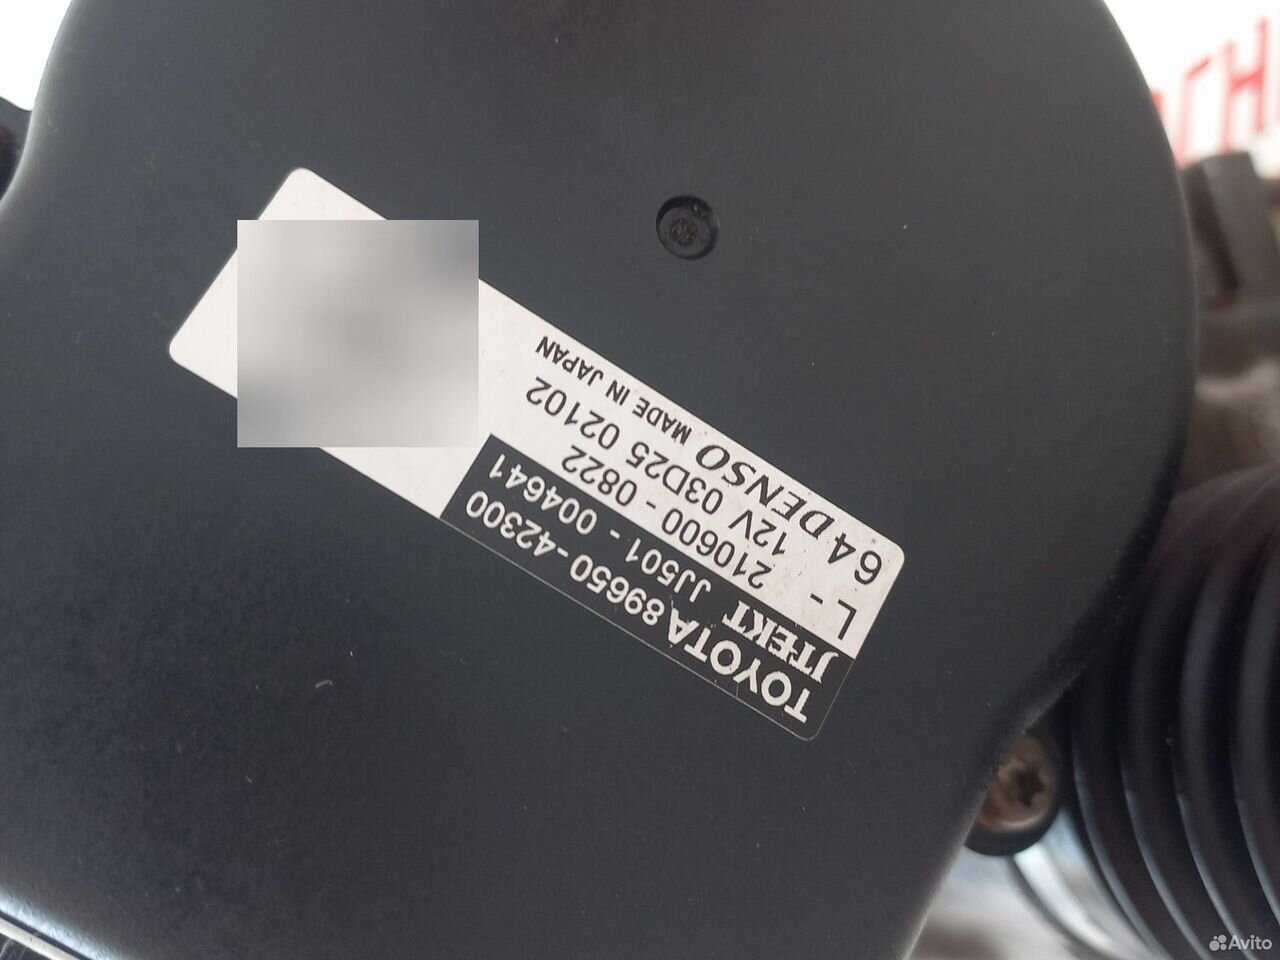 TOYOTA 89650-42300
JTEKT JJ501-004641
L- 210600-0822
12V 03D25 02102
64 DENSO MADE IN JAPAN
Avito